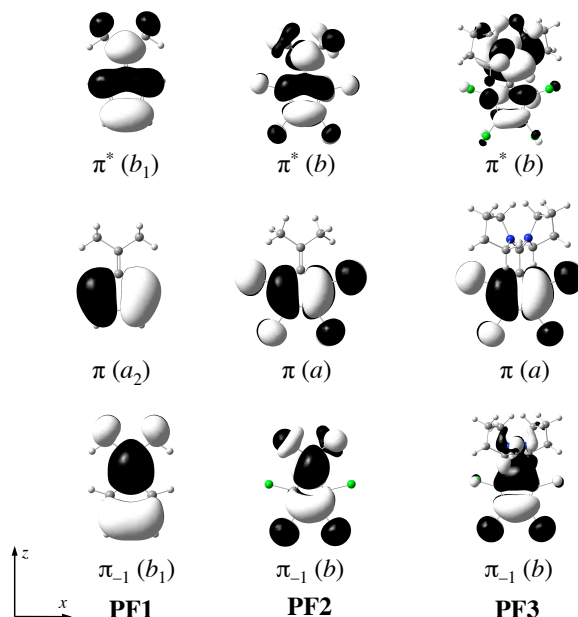 π* (b₁) π* (b) π* (b)
π (a₂) π (a) π (a)
π₋₁ (b₁) π₋₁ (b) π₋₁ (b)
z
x PF1 PF2 PF3